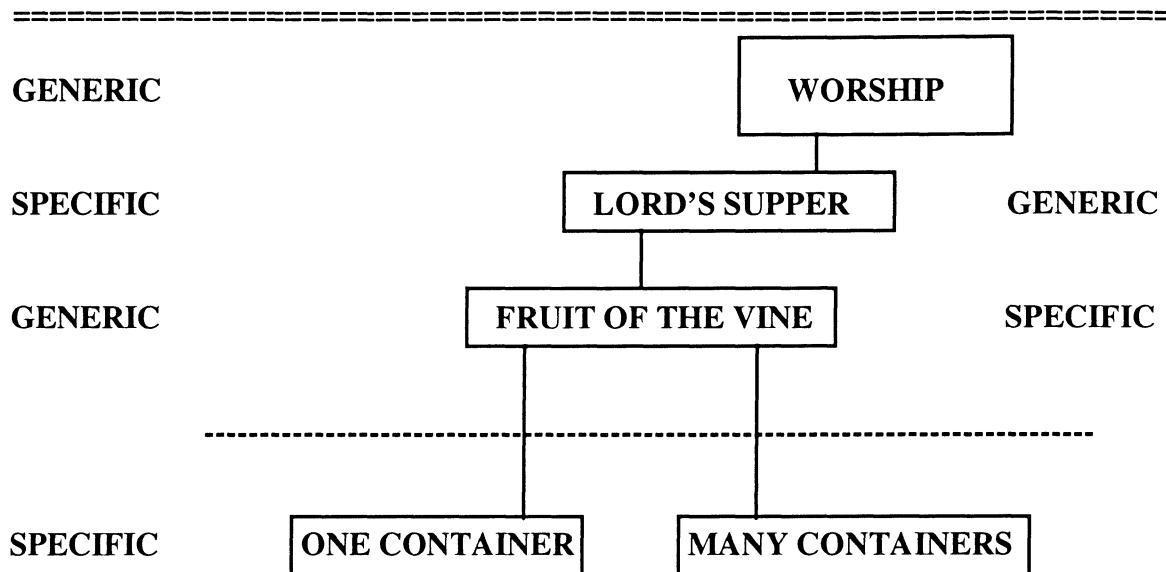 GENERIC WORSHIP
SPECIFIC LORD'S SUPPER GENERIC
GENERIC FRUIT OF THE VINE SPECIFIC
SPECIFIC ONE CONTAINER MANY CONTAINERS